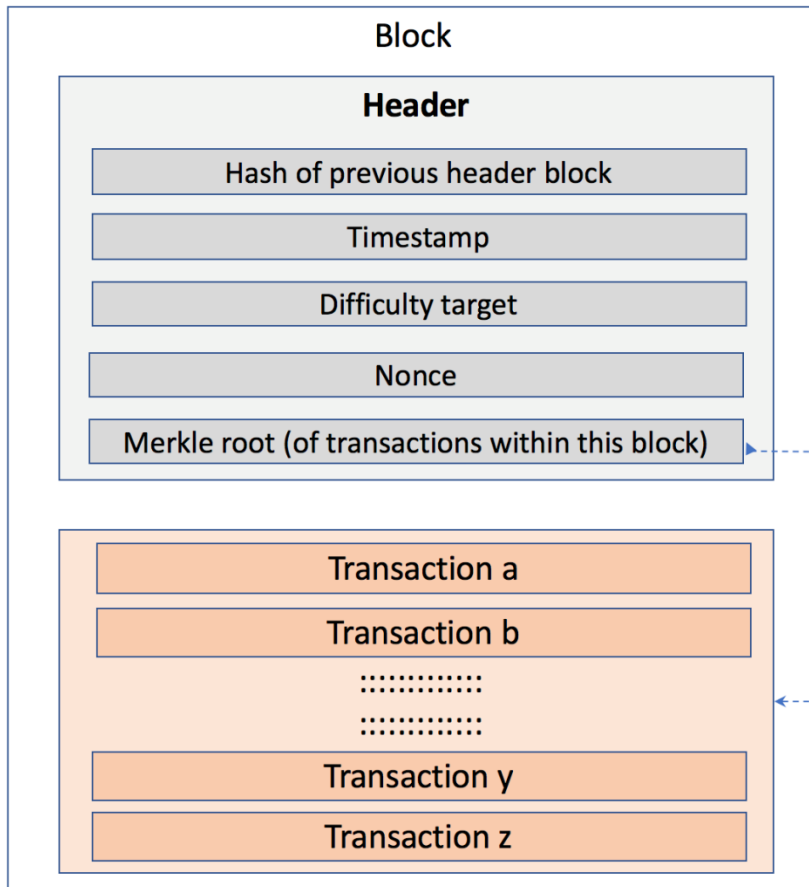 Block
Header
Hash of previous header block
Timestamp
Difficulty target
Nonce
Merkle root (of transactions within this block)
Transaction a
Transaction b
:::::::::::::
:::::::::::::
Transaction y
Transaction z